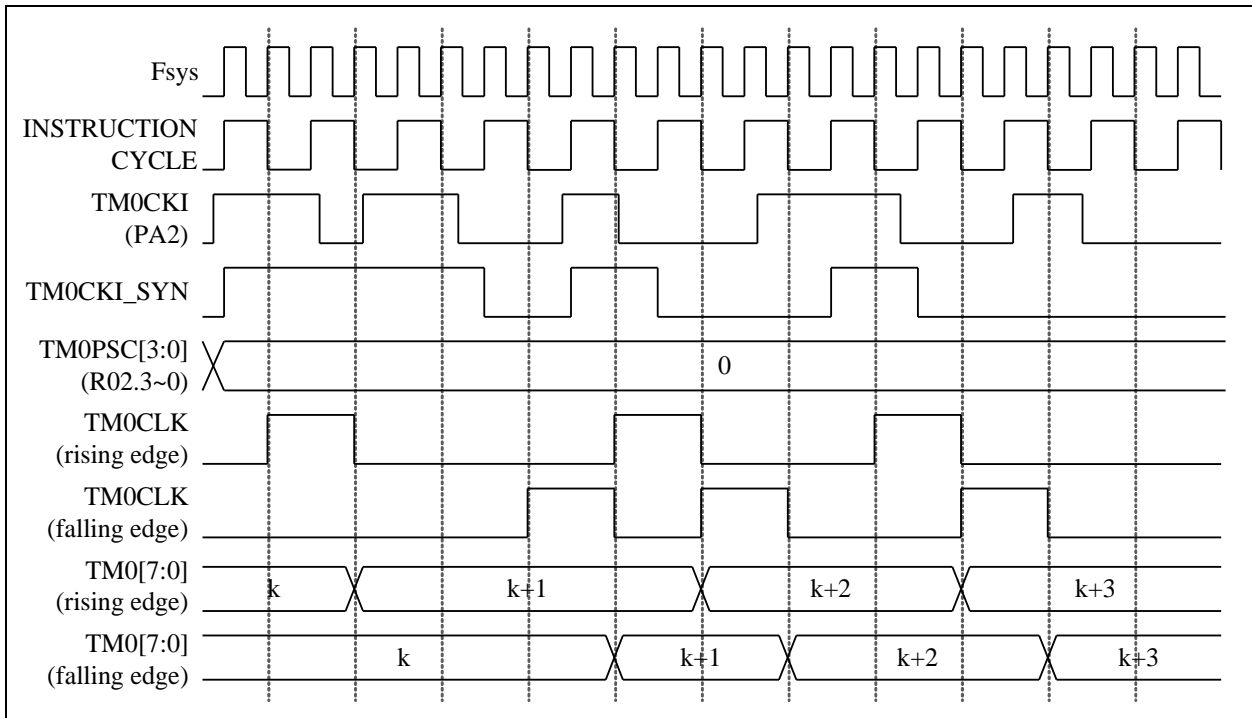 Fsys
INSTRUCTION
CYCLE
TM0CKI
(PA2)
TM0CKI_SYN
TM0PSC[3:0]
(R02.3~0)
0
TM0CLK
(rising edge)
TM0CLK
(falling edge)
TM0[7:0]
(rising edge)
k
k+1
k+2
k+3
TM0[7:0]
(falling edge)
k
k+1
k+2
k+3